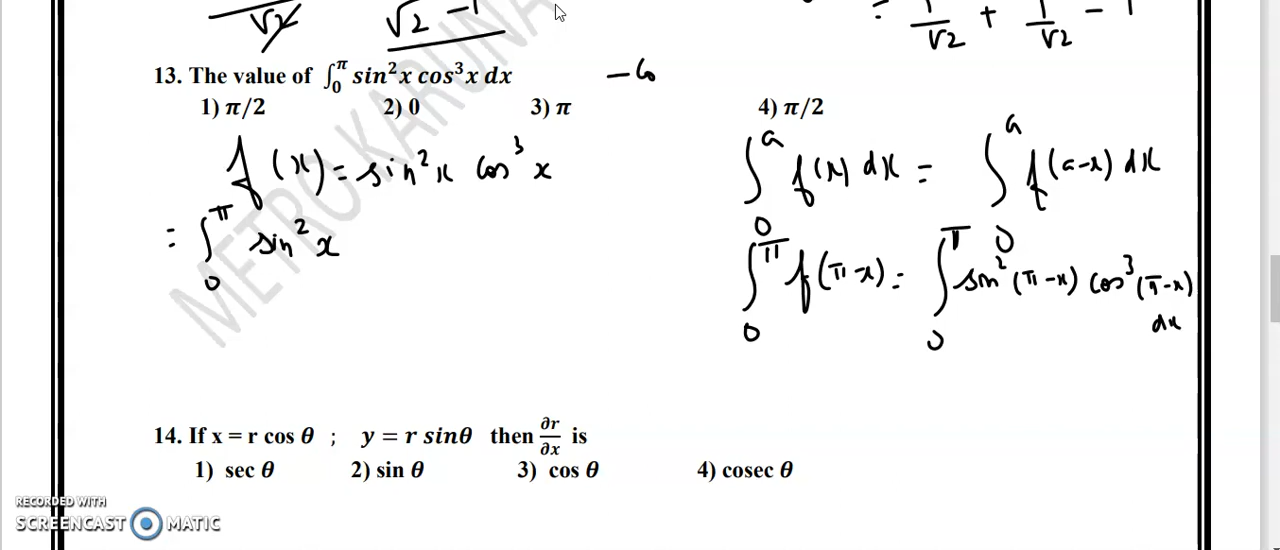 √2 √2 -1 = 1/√2 + 1/√2 - 1
13. The value of ∫₀^π sin²x cos³x dx
1) π/2 2) 0 3) π 4) π/2
f(x) = sin²x cos³x
= ∫₀^π sin²x
∫₀^a f(x) dx = ∫₀^a f(a-x) dx
∫₀^π f(π-x) = ∫₀^π sin²(π-x) cos³(π-x)
dx
14. If x = r cos θ ; y = r sinθ then ∂r/∂x is
1) sec θ 2) sin θ 3) cos θ 4) cosec θ
METRO KARUNA
RECORDED WITH
SCREENCAST MATIC